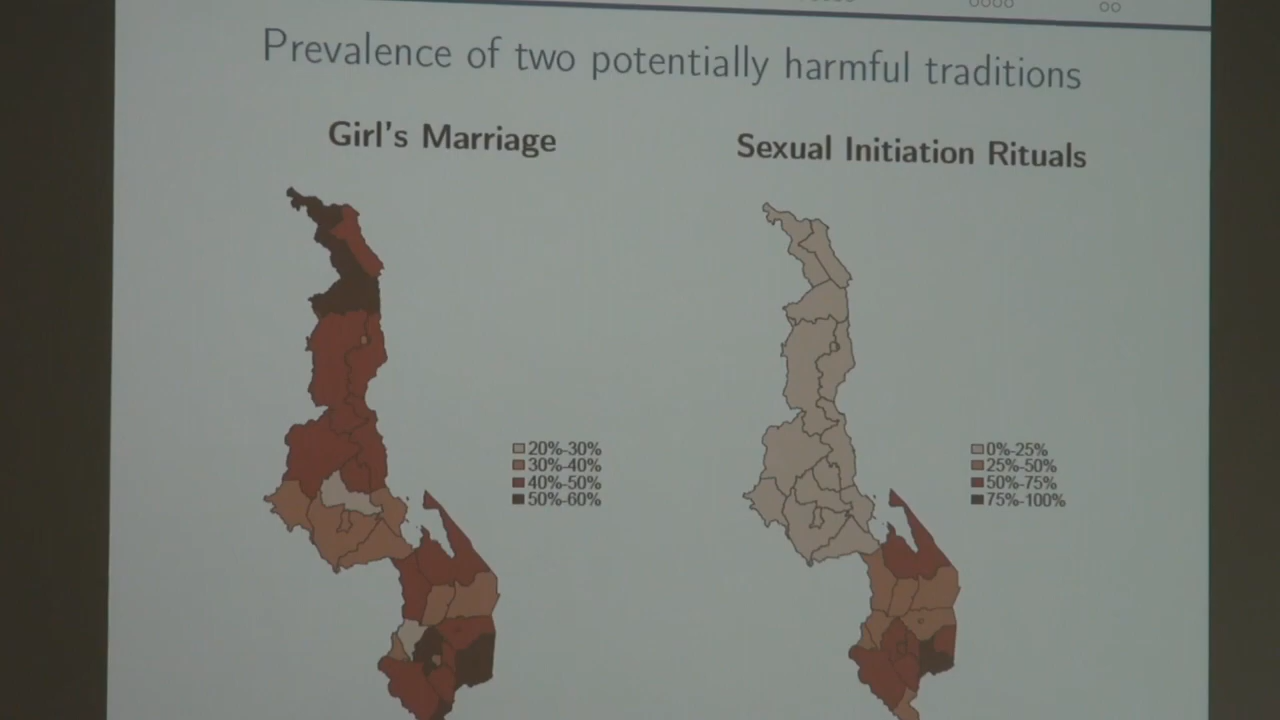 Prevalence of two potentially harmful traditions
Girl's Marriage
Sexual Initiation Rituals
20%-30%
30%-40%
40%-50%
50%-60%
0%-25%
25%-50%
50%-75%
75%-100%